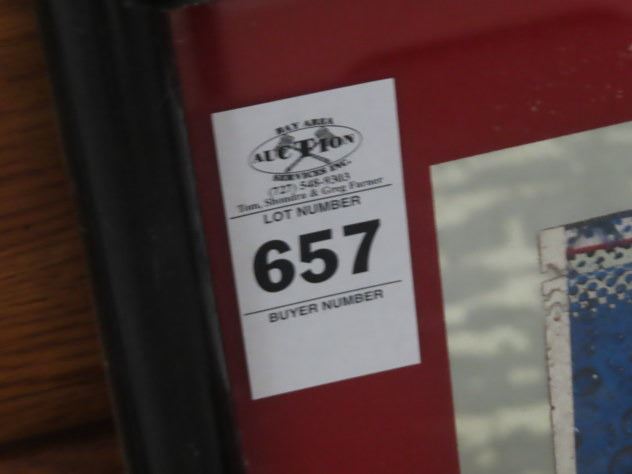 BAY AREA
AUCTION
SERVICES INC.
(727) 548-9303
Tom, Shondra & Greg Farner
LOT NUMBER
657
BUYER NUMBER